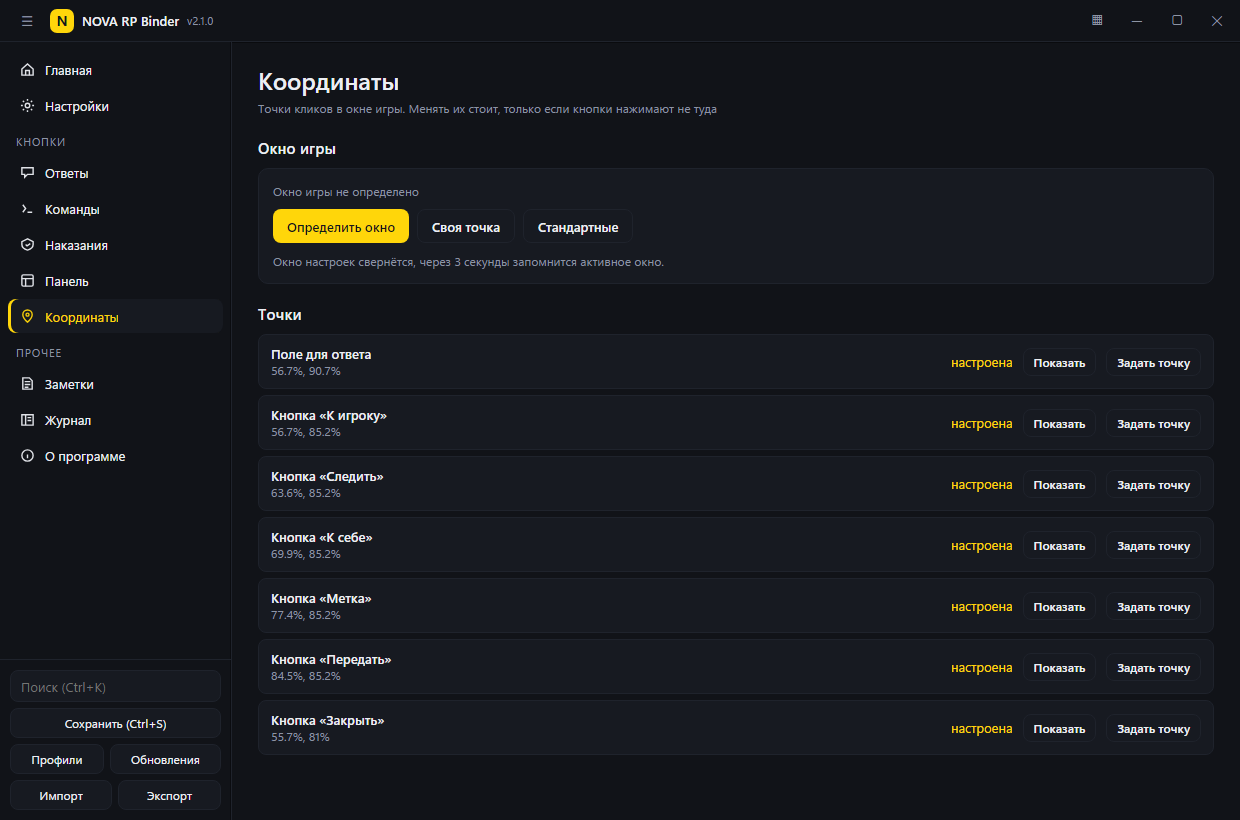 N NOVA RP Binder v2.1.0
Главная
Настройки
КНОПКИ
Ответы
Команды
Наказания
Панель
Координаты
ПРОЧЕЕ
Заметки
Журнал
О программе
Поиск (Ctrl+K)
Сохранить (Ctrl+S)
Профили Обновления
Импорт Экспорт
Координаты
Точки кликов в окне игры. Менять их стоит, только если кнопки нажимают не туда
Окно игры
Окно игры не определено
Определить окно Своя точка Стандартные
Окно настроек свернётся, через 3 секунды запомнится активное окно.
Точки
Поле для ответа
56.7%, 90.7%
настроена Показать Задать точку
Кнопка «К игроку»
56.7%, 85.2%
настроена Показать Задать точку
Кнопка «Следить»
63.6%, 85.2%
настроена Показать Задать точку
Кнопка «К себе»
69.9%, 85.2%
настроена Показать Задать точку
Кнопка «Метка»
77.4%, 85.2%
настроена Показать Задать точку
Кнопка «Передать»
84.5%, 85.2%
настроена Показать Задать точку
Кнопка «Закрыть»
55.7%, 81%
настроена Показать Задать точку